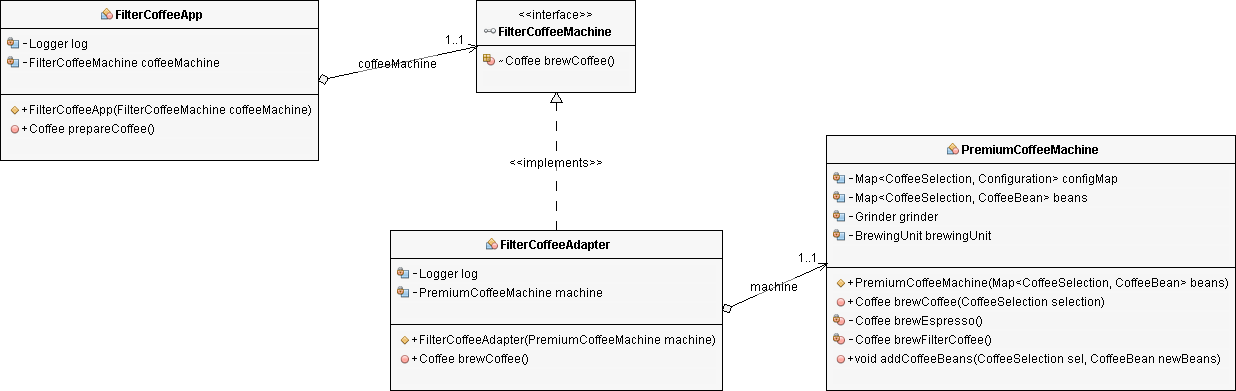 FilterCoffeeApp
-Logger log
-FilterCoffeeMachine coffeeMachine
+FilterCoffeeApp(FilterCoffeeMachine coffeeMachine)
+Coffee prepareCoffee()
coffeeMachine
1..1
<<interface>>
FilterCoffeeMachine
~Coffee brewCoffee()
<<implements>>
FilterCoffeeAdapter
-Logger log
-PremiumCoffeeMachine machine
+FilterCoffeeAdapter(PremiumCoffeeMachine machine)
+Coffee brewCoffee()
machine
1..1
PremiumCoffeeMachine
-Map<CoffeeSelection, Configuration> configMap
-Map<CoffeeSelection, CoffeeBean> beans
-Grinder grinder
-BrewingUnit brewingUnit
+PremiumCoffeeMachine(Map<CoffeeSelection, CoffeeBean> beans)
+Coffee brewCoffee(CoffeeSelection selection)
-Coffee brewEspresso()
-Coffee brewFilterCoffee()
+void addCoffeeBeans(CoffeeSelection sel, CoffeeBean newBeans)